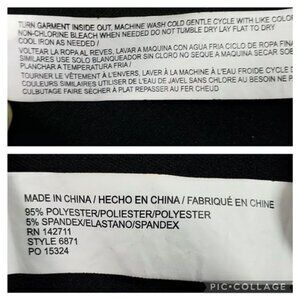 TURN GARMENT INSIDE OUT, MACHINE WASH COLD GENTLE CYCLE WITH LIKE COLOR
NON-CHLORINE BLEACH WHEN NEEDED DO NOT TUMBLE DRY LAY FLAT TO DRY
COOL IRON AS NEEDED /
VOLTEAR LA ROPA AL REVES, LAVAR A MAQUINA CON AGUA FRIA CICLO DE ROPA FINA
SIMILARES USE SOLO BLANQUEADOR SIN CLORO NO SEQUE A MAQUINA SECAR
PLANCHAR A TEMPERATURA FRIA /
TOURNER LE VÊTEMENT À L'ENVERS, LAVER À LA MACHINE À L'EAU FROIDE CYCLE
COULEURS SIMILAIRES UTILISER DE L'EAU DE JAVEL SANS CHLORE AU BESOIN NE
CULBUTAGE FAIRE SÉCHER À PLAT REPASSER AU FER CHEUD
MADE IN CHINA / HECHO EN CHINA / FABRIQUÉ EN CHINE
95% POLYESTER/POLIESTER/POLYESTER
5% SPANDEX/ELASTANO/SPANDEX
RN 142711
STYLE 6871
PO 15324
PIC•COLLAGE